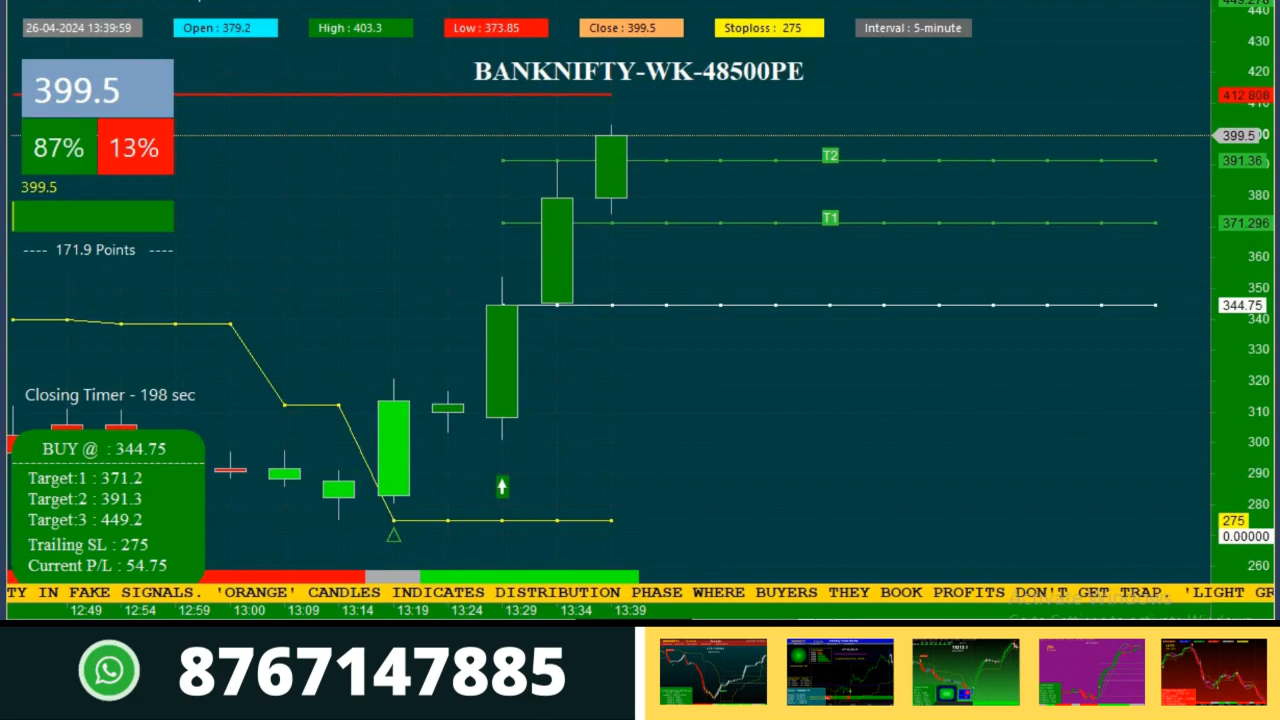 26-04-2024 13:39:59
Open : 379.2
High : 403.3
Low : 373.85
Close : 399.5
Stoploss : 275
Interval : 5-minute
BANKNIFTY-WK-48500PE
399.5
87%
13%
399.5
---- 171.9 Points ----
Closing Timer - 198 sec
BUY @ : 344.75
Target:1 : 371.2
Target:2 : 391.3
Target:3 : 449.2
Trailing SL : 275
Current P/L : 54.75
T2
T1
449.276
440
430
420
412.808
410
399.5
391.36
380
371.296
360
344.75
340
330
320
310
300
290
280
275
0.00000
260
TY IN FAKE SIGNALS. 'ORANGE' CANDLES INDICATES DISTRIBUTION PHASE WHERE BUYERS THEY BOOK PROFITS DON'T GET TRAP. 'LIGHT GR
12:49 12:54 12:59 13:00 13:09 13:14 13:19 13:24 13:29 13:34 13:39
Activate Windows
8767147885